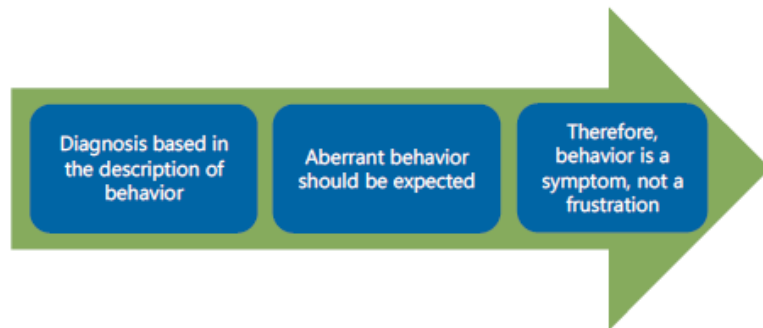 Diagnosis based in
the description of
behavior
Aberrant behavior
should be expected
Therefore,
behavior is a
symptom, not a
frustration